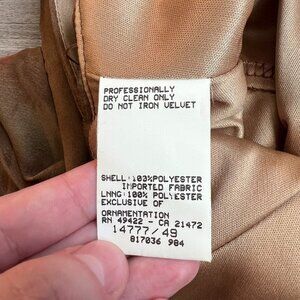 PROFESSIONALLY
DRY CLEAN ONLY
DO NOT IRON VELVET
SHELL:100%POLYESTER
IMPORTED FABRIC
LNNG:100% POLYESTER
EXCLUSIVE OF
ORNAMENTATION
RN 49422 - CA 21472
14777/49
817036 984